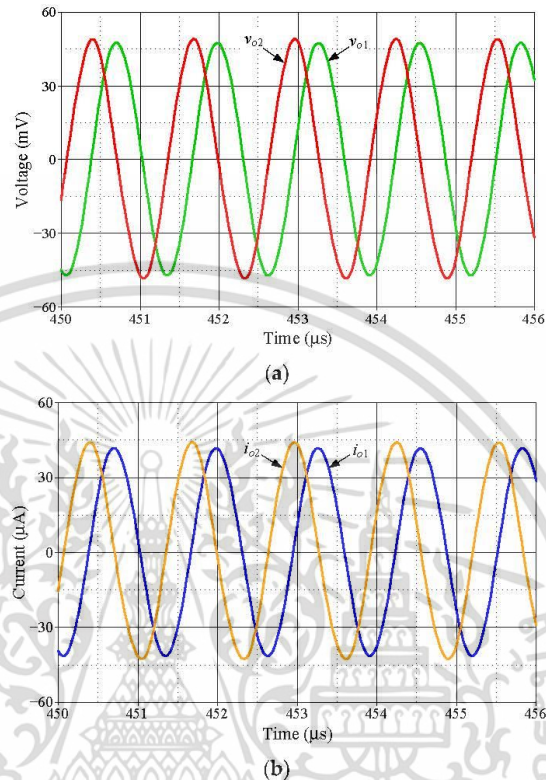 60
v_{o2} v_{o1}
30
Voltage (mV)
0
−30
−60
450 451 452 453 454 455 456
Time (μs)
(a)
60
i_{o2} i_{o1}
30
Current (μA)
0
−30
−60
450 451 452 453 454 455 456
Time (μs)
(b)